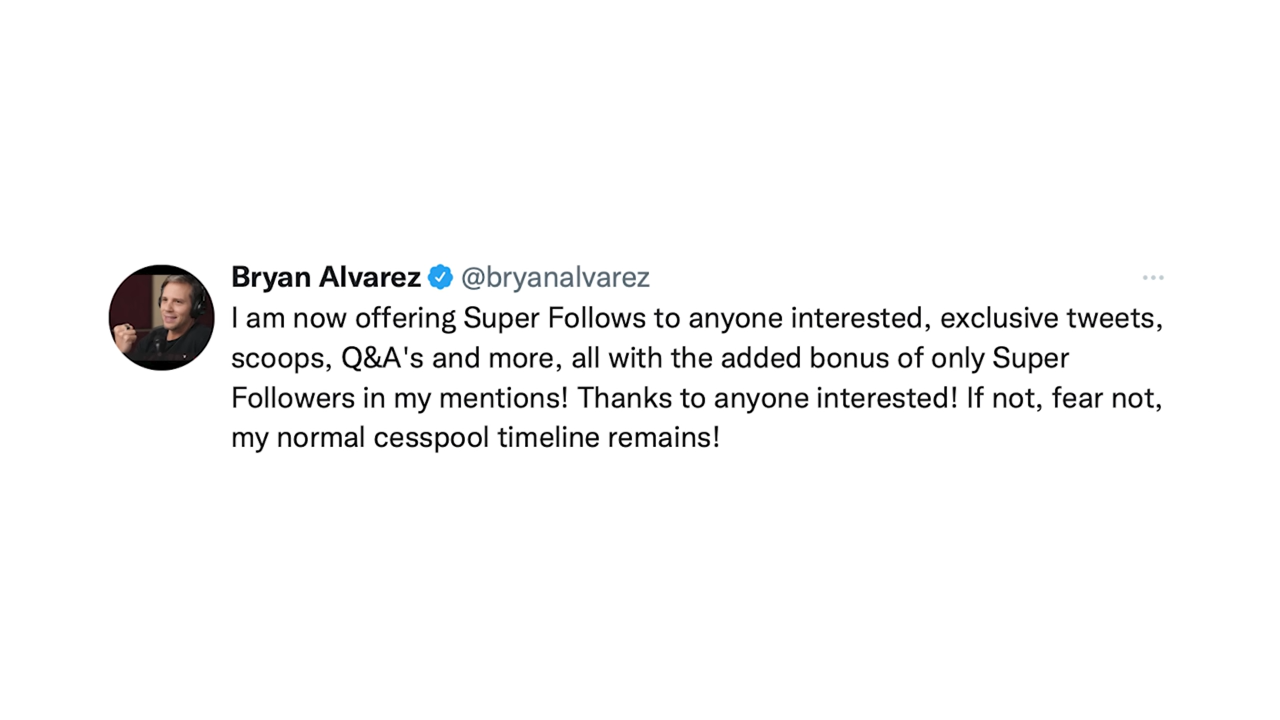 Bryan Alvarez @bryanalvarez
I am now offering Super Follows to anyone interested, exclusive tweets,
scoops, Q&A's and more, all with the added bonus of only Super
Followers in my mentions! Thanks to anyone interested! If not, fear not,
my normal cesspool timeline remains!